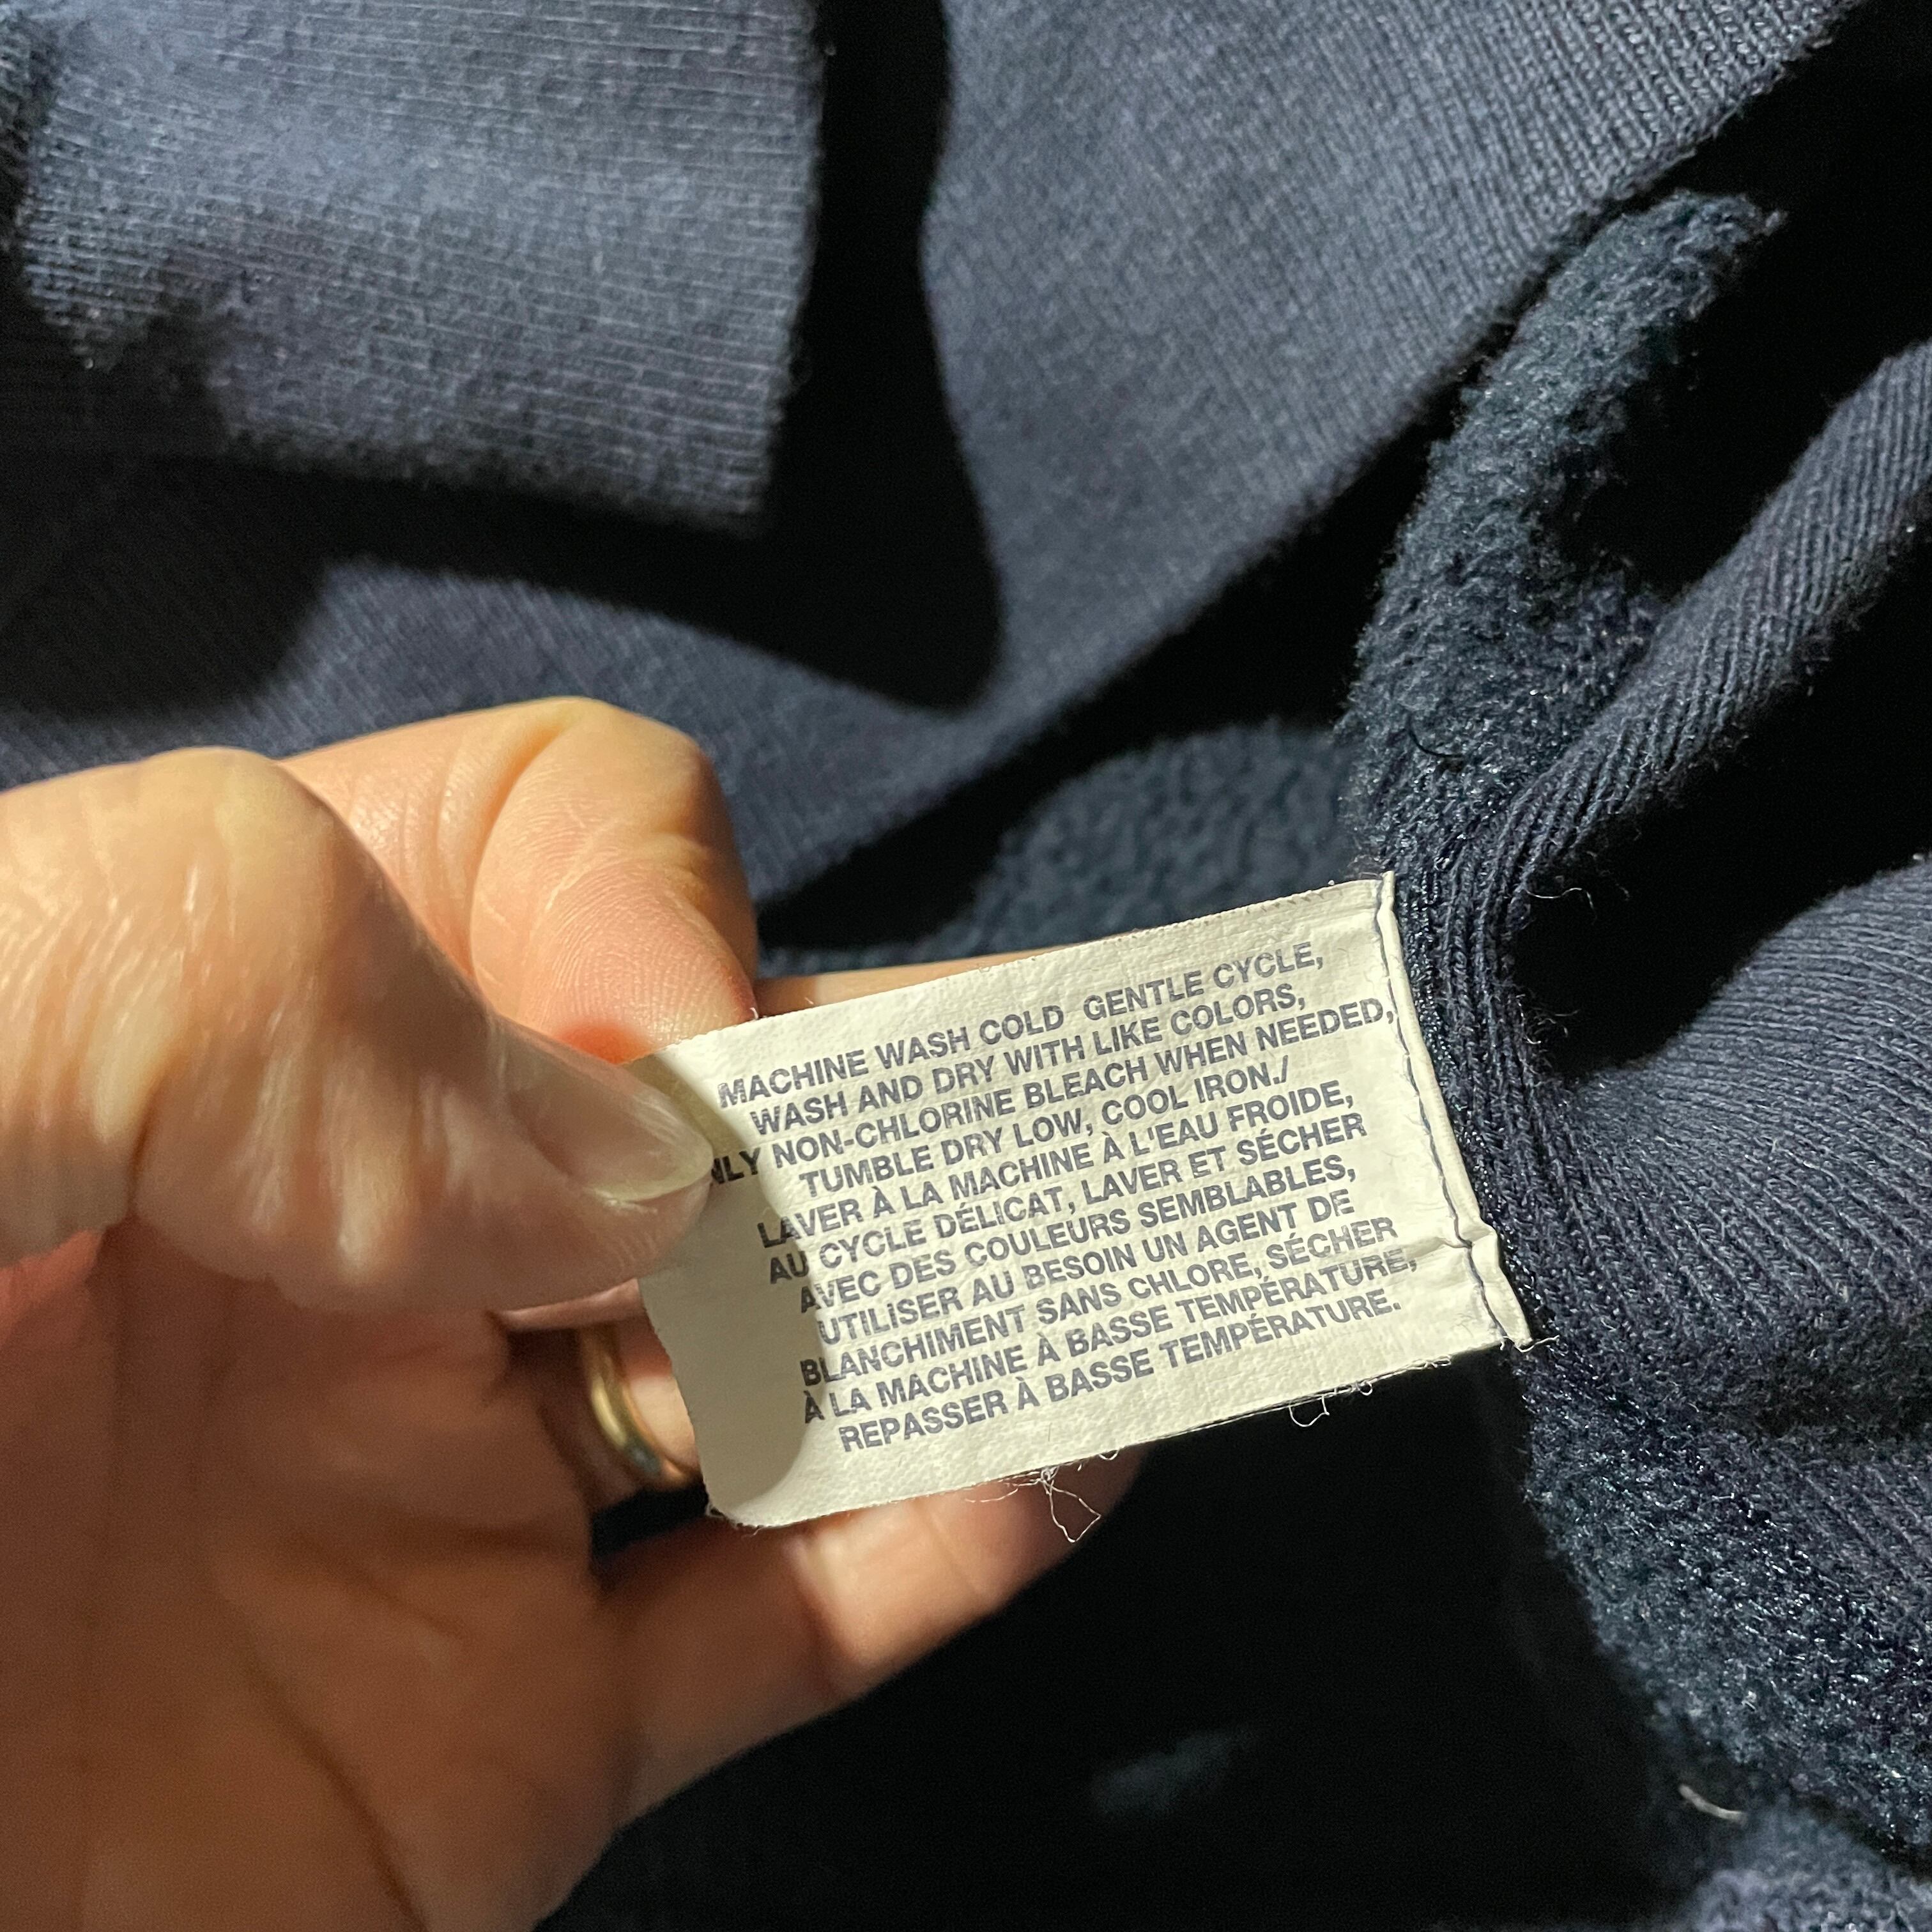 MACHINE WASH COLD GENTLE CYCLE,
WASH AND DRY WITH LIKE COLORS,
NLY NON-CHLORINE BLEACH WHEN NEEDED,
TUMBLE DRY LOW, COOL IRON./
LAVER À LA MACHINE À L'EAU FROIDE,
AU CYCLE DÉLICAT, LAVER ET SÉCHER
AVEC DES COULEURS SEMBLABLES,
UTILISER AU BESOIN UN AGENT DE
BLANCHIMENT SANS CHLORE, SÉCHER
À LA MACHINE À BASSE TEMPÉRATURE,
REPASSER À BASSE TEMPÉRATURE.